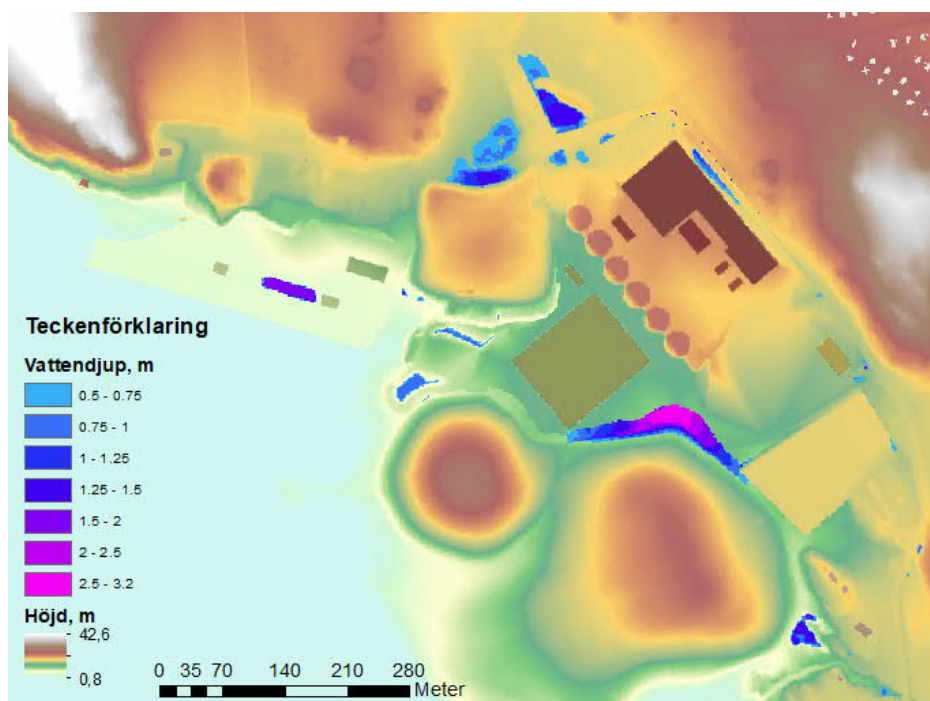 Teckenförklaring
Vattendjup, m
0.5 - 0.75
0.75 - 1
1 - 1.25
1.25 - 1.5
1.5 - 2
2 - 2.5
2.5 - 3.2
Höjd, m
42,6
0,8
0 35 70 140 210 280
Meter